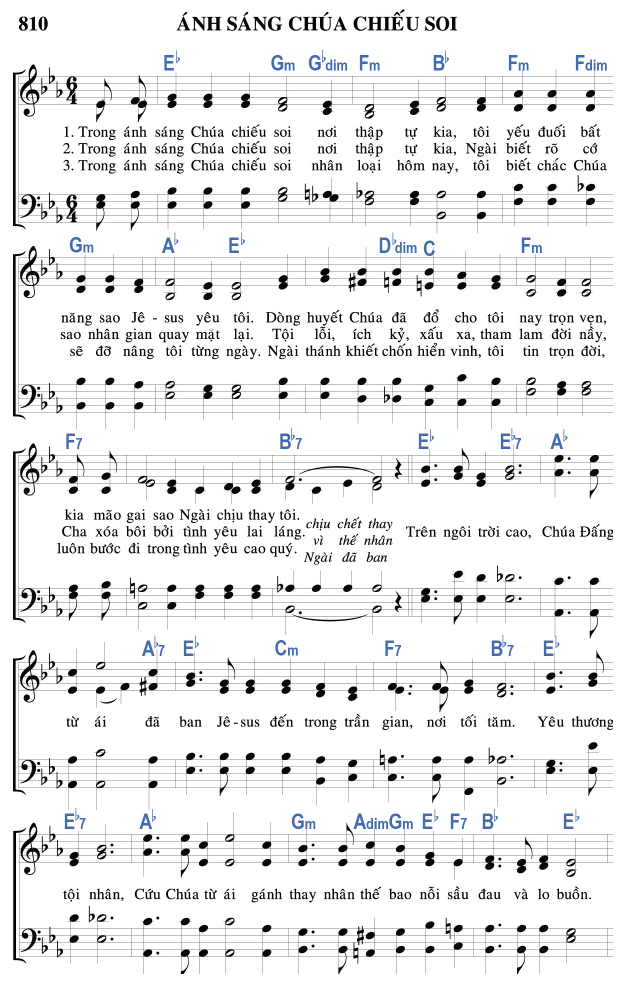 810 ÁNH SÁNG CHÚA CHIẾU SOI
E♭ Gm G♭dim Fm B♭ Fm Fdim
6 4
1. Trong ánh sáng Chúa chiếu soi nơi thập tự kia, tôi yếu đuối bất
2. Trong ánh sáng Chúa chiếu soi nơi thập tự kia, Ngài biết rõ cớ
3. Trong ánh sáng Chúa chiếu soi nhân loại hôm nay, tôi biết chắc Chúa
6 4
Gm A♭ E♭ D♭dim C Fm
năng sao Jê - sus yêu tôi. Dòng huyết Chúa đã đổ cho tôi nay trọn vẹn,
sao nhân gian quay mặt lại. Tội lỗi, ích kỷ, xấu xa, tham lam đời nầy,
sẽ đỡ nâng tôi từng ngày. Ngài thánh khiết chốn hiển vinh, tôi tin trọn đời,
F7 B♭7 E♭ E♭7 A♭
kia mão gai sao Ngài chịu thay tôi. chịu chết thay
Cha xóa bôi bởi tình yêu lai láng. vì thế nhân Trên ngôi trời cao, Chúa Đấng
luôn bước đi trong tình yêu cao quý. Ngài đã ban
A♭7 E♭ Cm F7 B♭7 E♭
từ ái đã ban Jê-sus đến trong trần gian, nơi tối tăm. Yêu thương
E♭7 A♭ Gm Adim Gm E♭ F7 B♭ E♭
tội nhân, Cứu Chúa từ ái gánh thay nhân thế bao nỗi sầu đau và lo buồn.